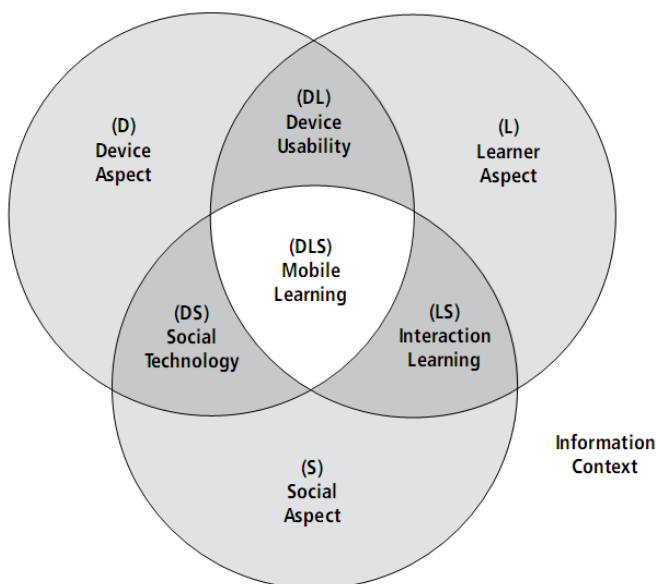 (DL)
Device
Usability
(D)
Device
Aspect
(L)
Learner
Aspect
(DLS)
Mobile
Learning
(DS)
Social
Technology
(LS)
Interaction
Learning
Information
Context
(S)
Social
Aspect